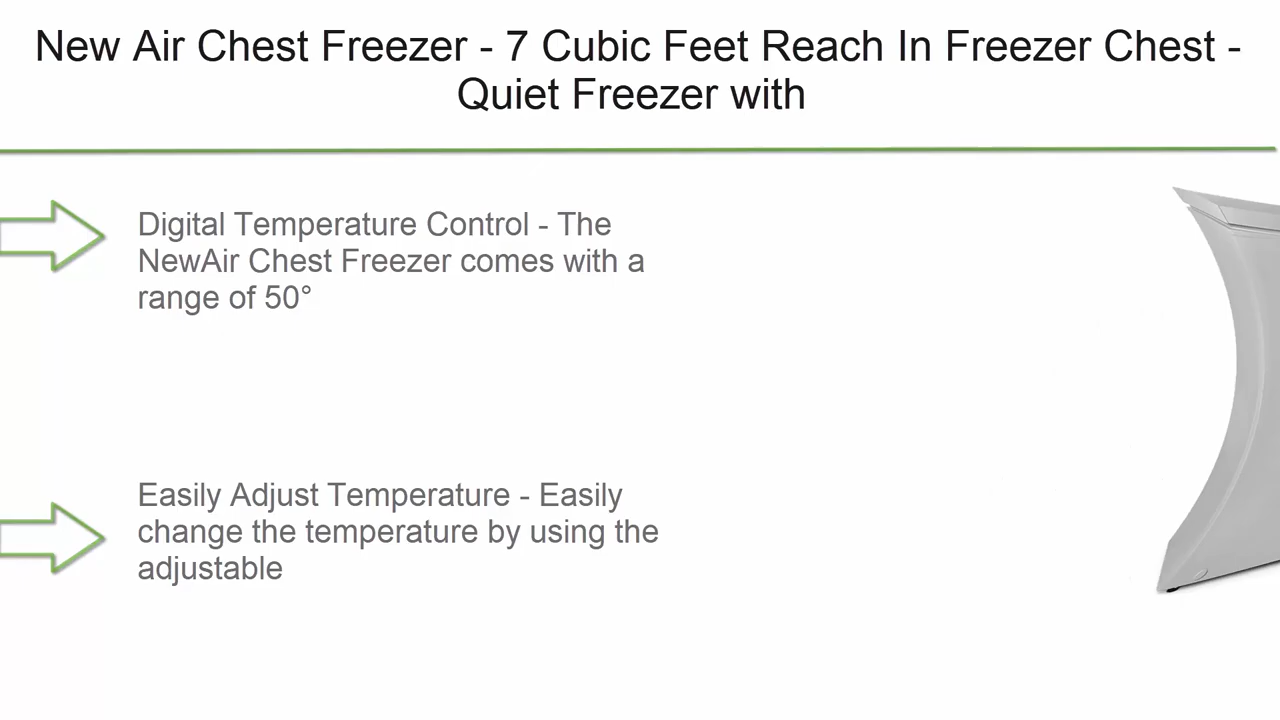 New Air Chest Freezer - 7 Cubic Feet Reach In Freezer Chest -
Quiet Freezer with
Digital Temperature Control - The
NewAir Chest Freezer comes with a
range of 50°
Easily Adjust Temperature - Easily
change the temperature by using the
adjustable